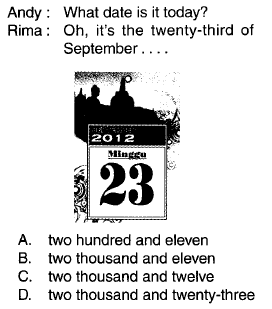 Andy : What date is it today?
Rima : Oh, it's the twenty-third of
September . . . .
SEPTEMBER
2012
Minggu
23
A. two hundred and eleven
B. two thousand and eleven
C. two thousand and twelve
D. two thousand and twenty-three